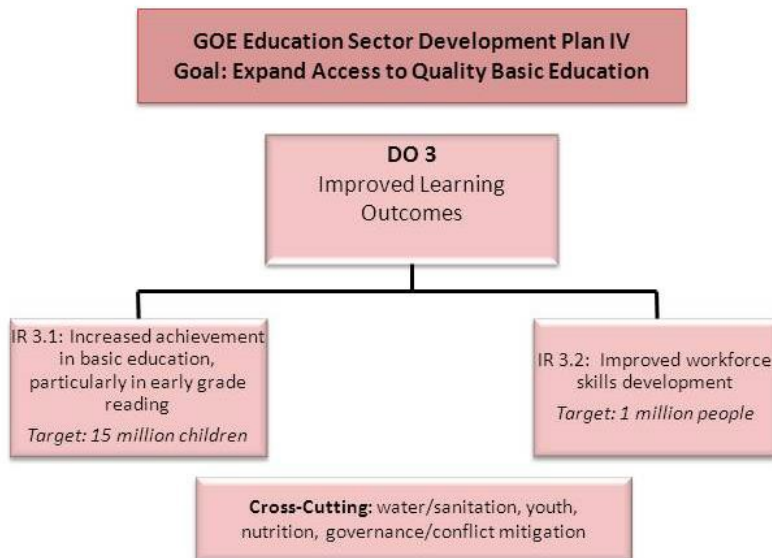 GOE Education Sector Development Plan IV
Goal: Expand Access to Quality Basic Education
DO 3
Improved Learning
Outcomes
IR 3.1: Increased achievement
in basic education,
particularly in early grade
reading
Target: 15 million children
IR 3.2: Improved workforce
skills development
Target: 1 million people
Cross-Cutting: water/sanitation, youth,
nutrition, governance/conflict mitigation